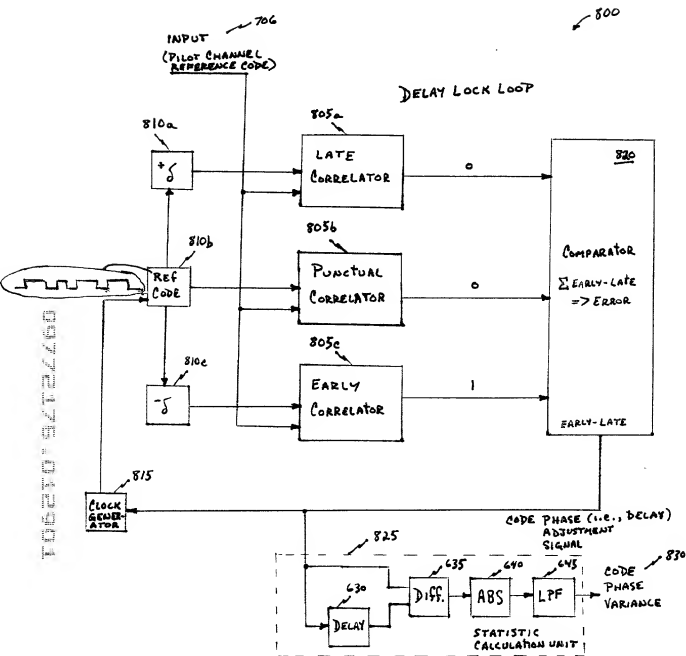 800
706
INPUT
(PILOT CHANNEL
REFERENCE CODE)
DELAY LOCK LOOP
805a
810a
+δ
LATE
CORRELATOR
0
820
810b
REF
CODE
805b
PUNCTUAL
CORRELATOR
0
COMPARATOR
Σ EARLY-LATE
=> ERROR
810c
-δ
805c
EARLY
CORRELATOR
1
EARLY-LATE
815
CLOCK
GENER-
ATOR
CODE PHASE (i.e., DELAY)
ADJUSTMENT
SIGNAL
825
630
DELAY
635
DIFF.
640
ABS
645
LPF
830
CODE
PHASE
VARIANCE
STATISTIC
CALCULATION UNIT